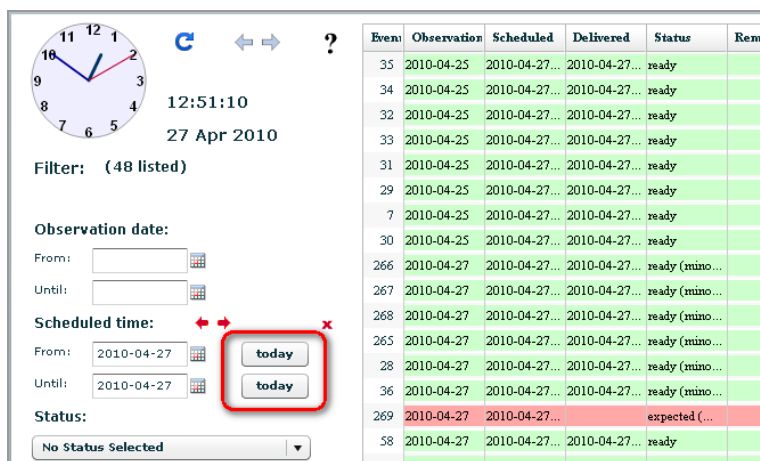 11 12 1
10 2
9 3
8 4
7 6 5
?
12:51:10
27 Apr 2010
Filter: (48 listed)
Observation date:
From:
Until:
Scheduled time: x
From: 2010-04-27 today
Until: 2010-04-27 today
Status:
No Status Selected
Event Observation Scheduled Delivered Status Rem
35 2010-04-25 2010-04-27... 2010-04-27... ready
34 2010-04-25 2010-04-27... 2010-04-27... ready
32 2010-04-25 2010-04-27... 2010-04-27... ready
33 2010-04-25 2010-04-27... 2010-04-27... ready
31 2010-04-25 2010-04-27... 2010-04-27... ready
29 2010-04-25 2010-04-27... 2010-04-27... ready
7 2010-04-25 2010-04-27... 2010-04-27... ready
30 2010-04-25 2010-04-27... 2010-04-27... ready
266 2010-04-27 2010-04-27... 2010-04-27... ready (mino...
267 2010-04-27 2010-04-27... 2010-04-27... ready (mino...
268 2010-04-27 2010-04-27... 2010-04-27... ready (mino...
265 2010-04-27 2010-04-27... 2010-04-27... ready (mino...
28 2010-04-27 2010-04-27... 2010-04-27... ready (mino...
36 2010-04-27 2010-04-27... 2010-04-27... ready (mino...
269 2010-04-27 2010-04-27... expected (...
58 2010-04-27 2010-04-27... 2010-04-27... ready